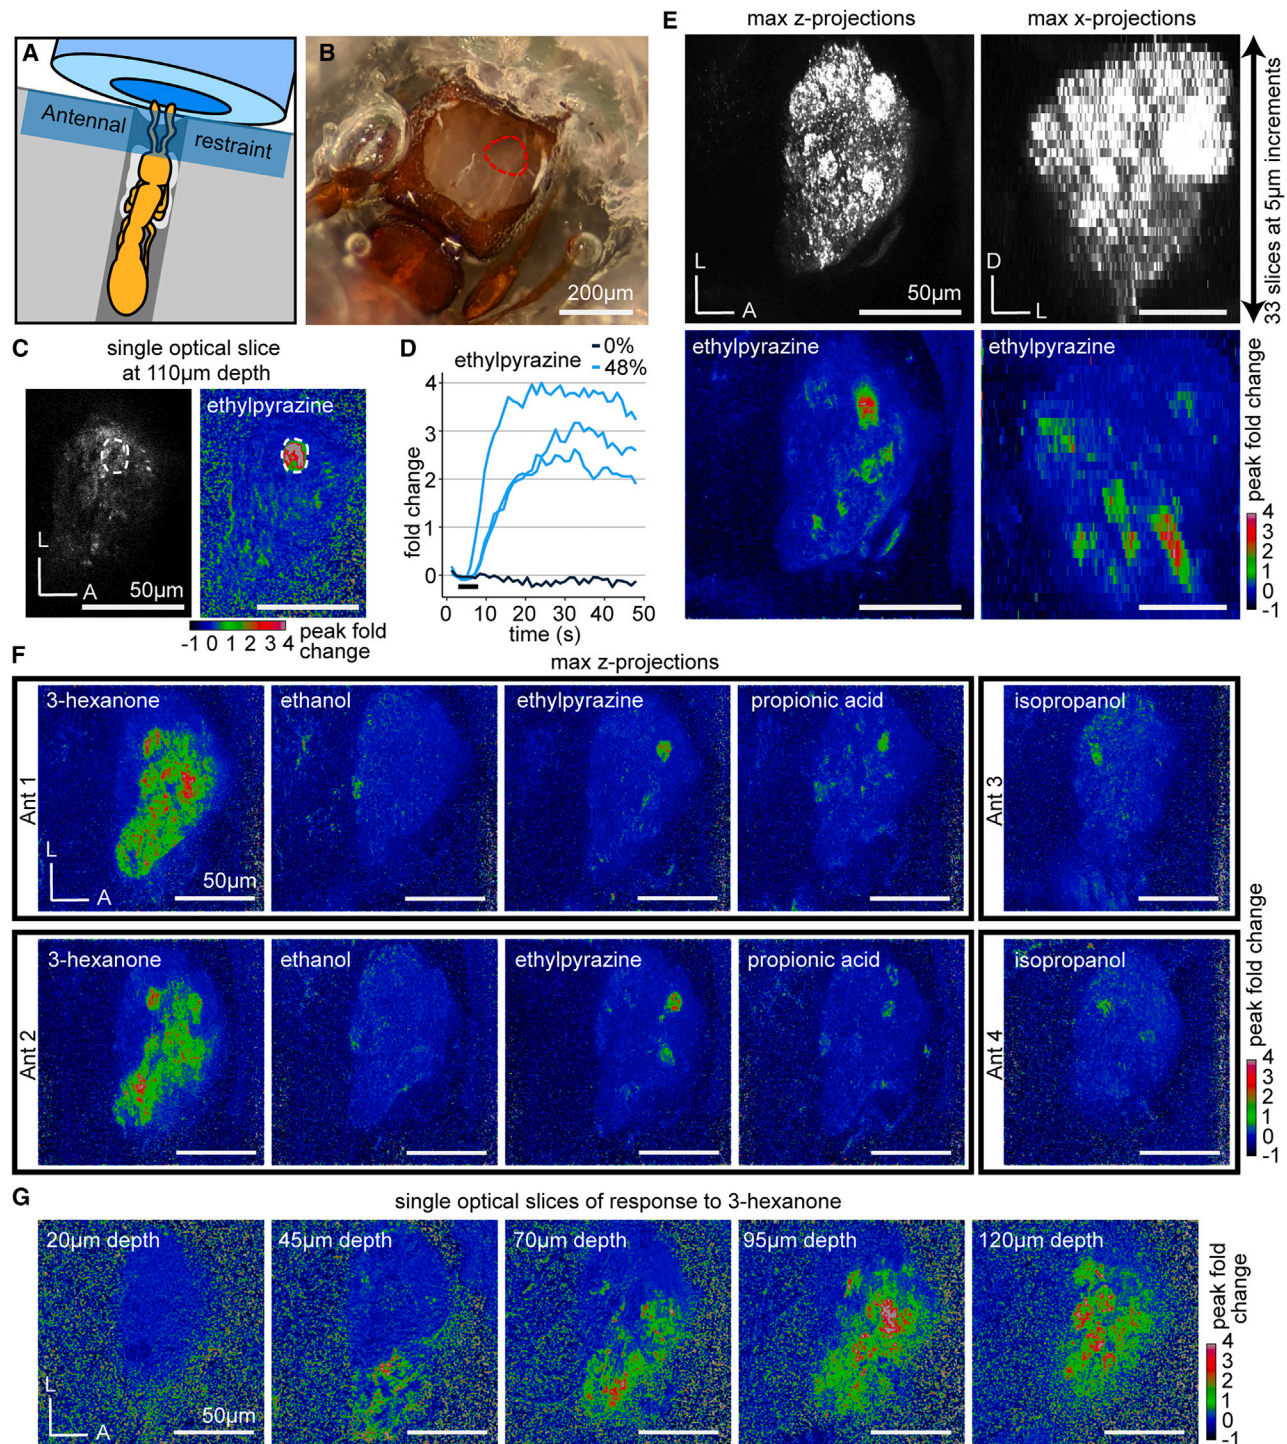 A
Antennal
restraint
B
200µm
C
single optical slice
at 110µm depth
L
A
50µm
ethylpyrazine
-1 0 1 2 3 4
peak fold
change
D
ethylpyrazine
0%
48%
fold change
4
3
2
1
0
0 10 20 30 40 50
time (s)
E
max z-projections
max x-projections
L
A
50µm
D
L
33 slices at 5µm increments
ethylpyrazine
ethylpyrazine
peak fold change
4
3
2
1
0
-1
F
max z-projections
Ant 1
3-hexanone
L
A
50µm
ethanol
ethylpyrazine
propionic acid
Ant 3
isopropanol
Ant 2
3-hexanone
ethanol
ethylpyrazine
propionic acid
Ant 4
isopropanol
peak fold change
4
3
2
1
0
-1
G
single optical slices of response to 3-hexanone
20µm depth
L
A
50µm
45µm depth
70µm depth
95µm depth
120µm depth
peak fold
change
4
3
2
1
0
-1